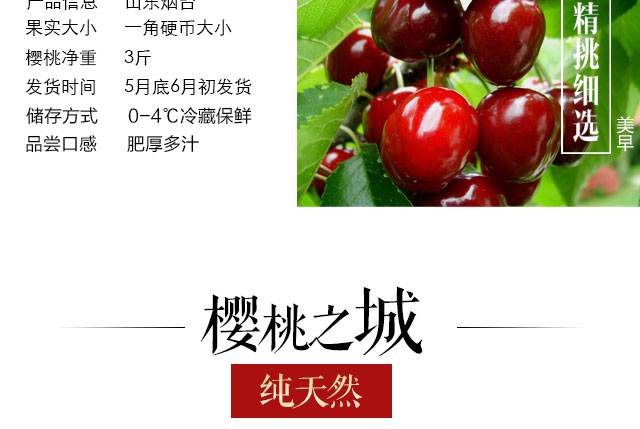 产品信息 山东烟台
果实大小 一角硬币大小
樱桃净重 3斤
发货时间 5月底6月初发货
储存方式 0-4℃冷藏保鲜
品尝口感 肥厚多汁
精挑细选
美早
樱桃之城
纯天然